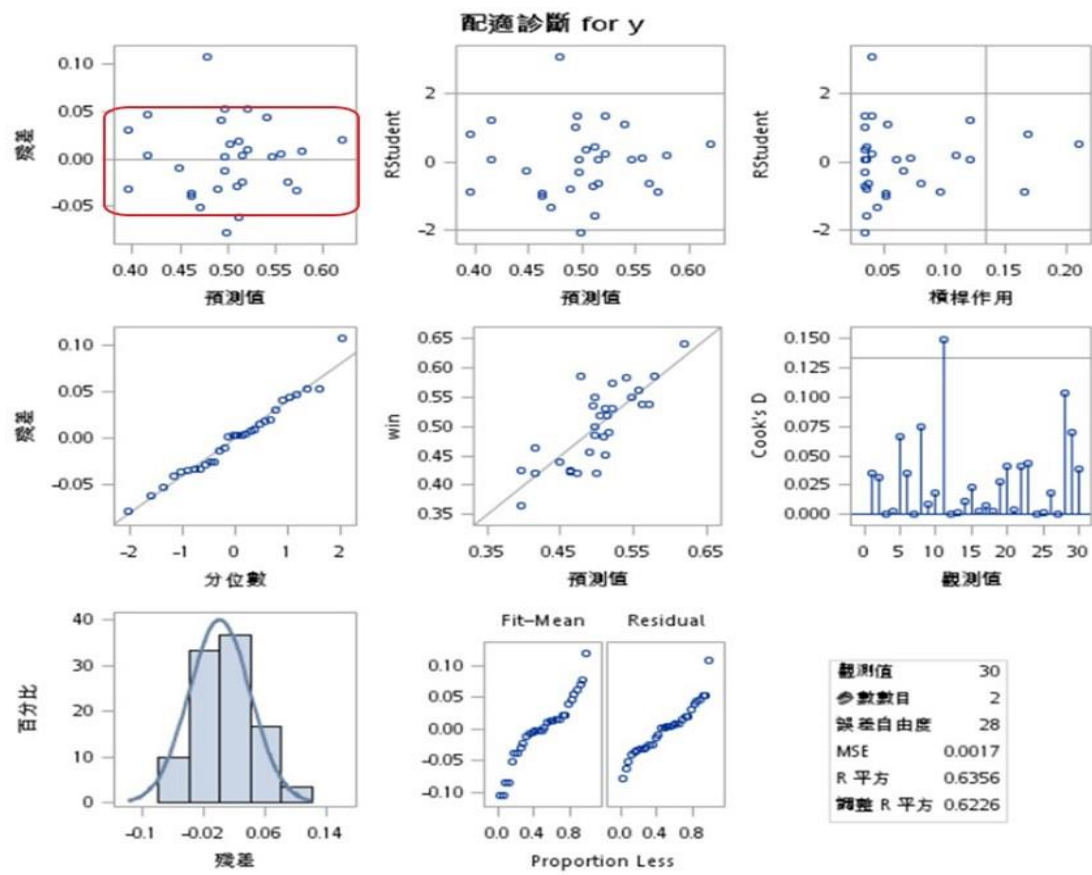 配適診斷 for y
0.10
0.05
0.00
-0.05
殘差
0.40 0.45 0.50 0.55 0.60
預測值
2
0
-2
RStudent
0.40 0.45 0.50 0.55 0.60
預測值
2
0
-2
RStudent
0.05 0.10 0.15 0.20
槓桿作用
0.10
0.05
0.00
-0.05
殘差
-2 -1 0 1 2
分位數
0.65
0.60
0.55
0.50
0.45
0.40
0.35
win
0.35 0.45 0.55 0.65
預測值
0.150
0.125
0.100
0.075
0.050
0.025
0.000
Cook's D
0 5 10 15 20 25 30
觀測值
40
30
20
10
0
百分比
-0.1 -0.02 0.06 0.14
殘差
Fit–Mean Residual
0.10
0.05
0.00
-0.05
-0.10
0.0 0.4 0.8 0.0 0.4 0.8
Proportion Less
觀測值 30
參數數目 2
誤差自由度 28
MSE 0.0017
R 平方 0.6356
調整 R 平方 0.6226